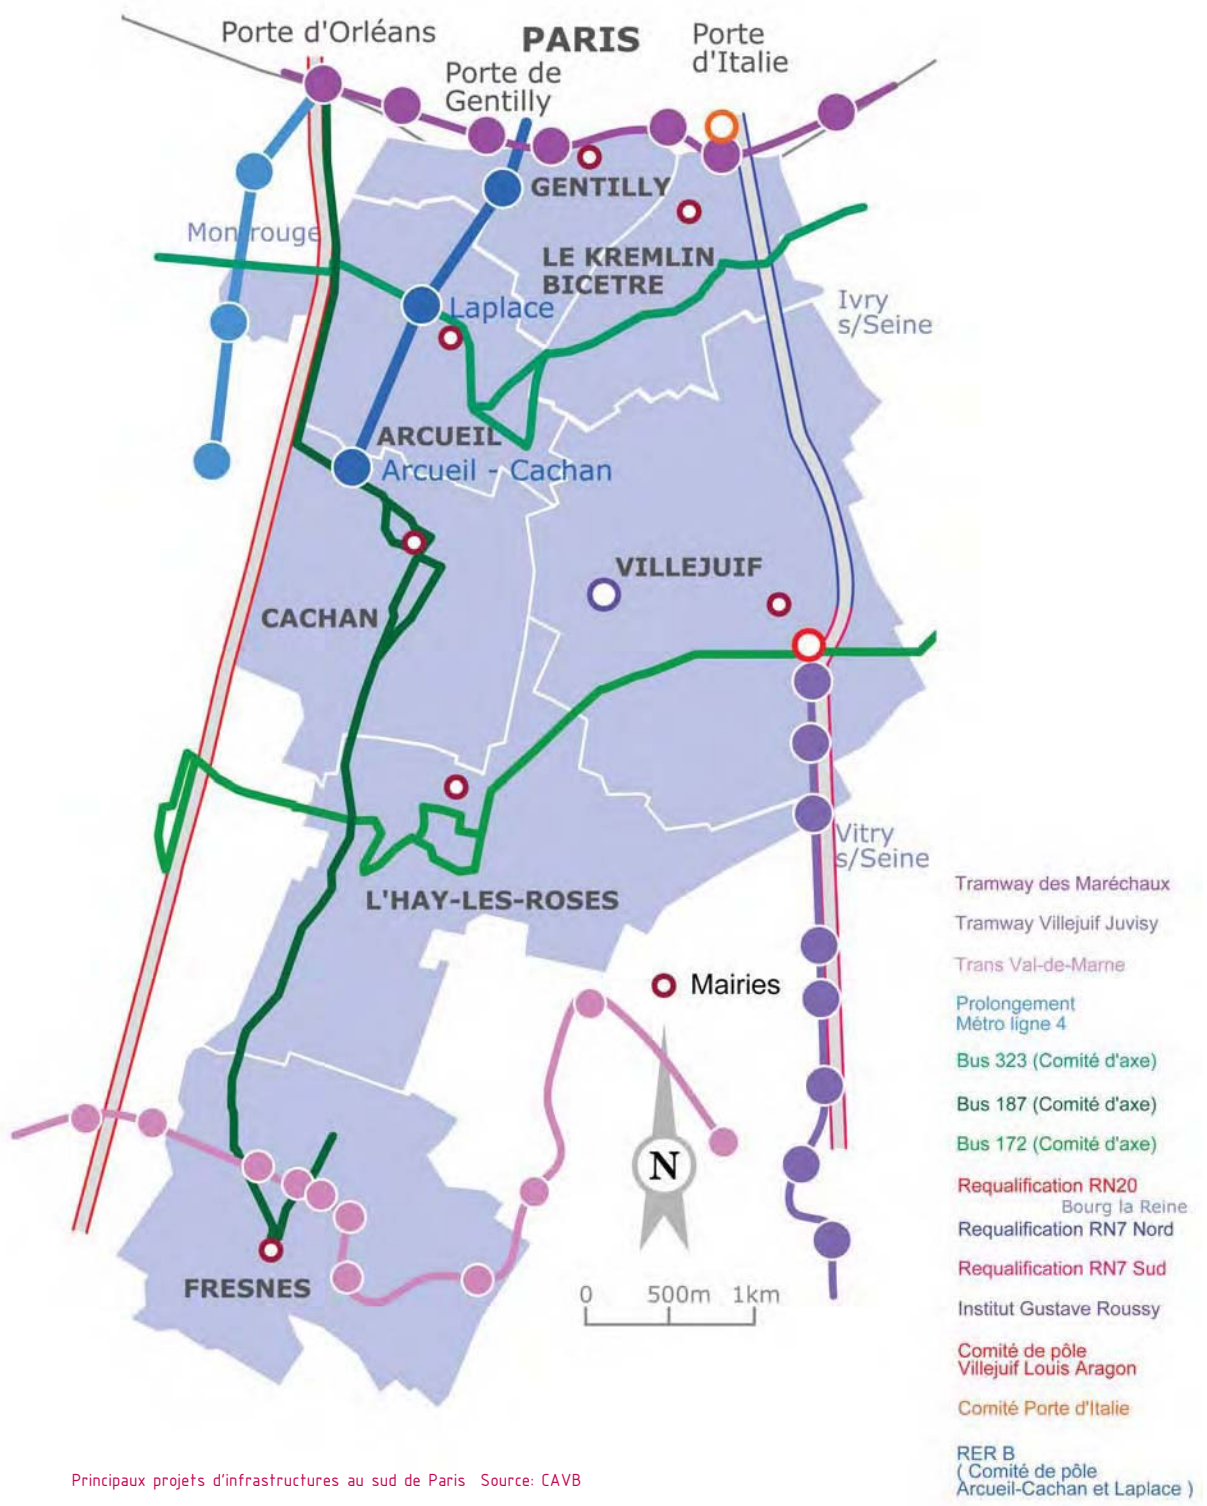 Porte d'Orléans
PARIS
Porte
d'Italie
Porte de
Gentilly
GENTILLY
Montrouge
LE KREMLIN
BICETRE
Laplace
Ivry
s/Seine
ARCUEIL
Arcueil - Cachan
VILLEJUIF
CACHAN
Vitry
s/Seine
L'HAY-LES-ROSES
Mairies
N
FRESNES
0 500m 1km
Tramway des Maréchaux
Tramway Villejuif Juvisy
Trans Val-de-Marne
Prolongement
Métro ligne 4
Bus 323 (Comité d'axe)
Bus 187 (Comité d'axe)
Bus 172 (Comité d'axe)
Requalification RN20
Bourg la Reine
Requalification RN7 Nord
Requalification RN7 Sud
Institut Gustave Roussy
Comité de pôle
Villejuif Louis Aragon
Comité Porte d'Italie
RER B
( Comité de pôle
Arcueil-Cachan et Laplace )
Principaux projets d'infrastructures au sud de Paris Source: CAVB